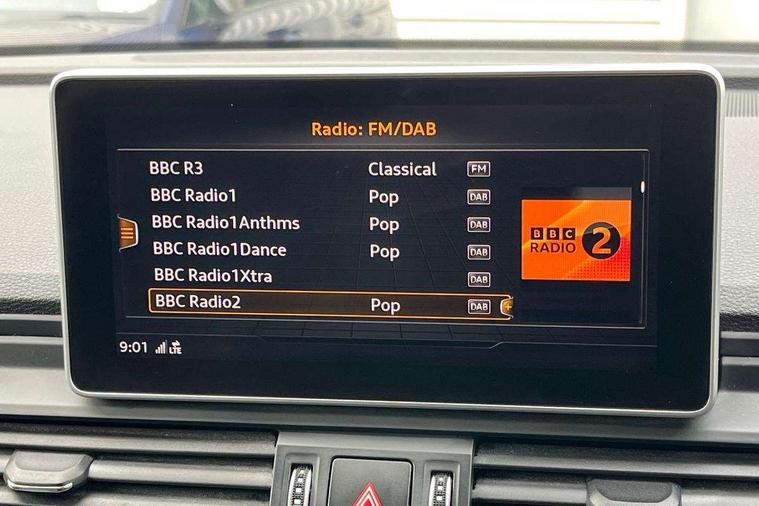 Radio: FM/DAB
BBC R3 Classical FM
BBC Radio1 Pop DAB
BBC Radio1Anthms Pop DAB
BBC Radio1Dance Pop DAB
BBC Radio1Xtra DAB
BBC Radio2 Pop DAB
BBC
RADIO 2
9:01 LTE